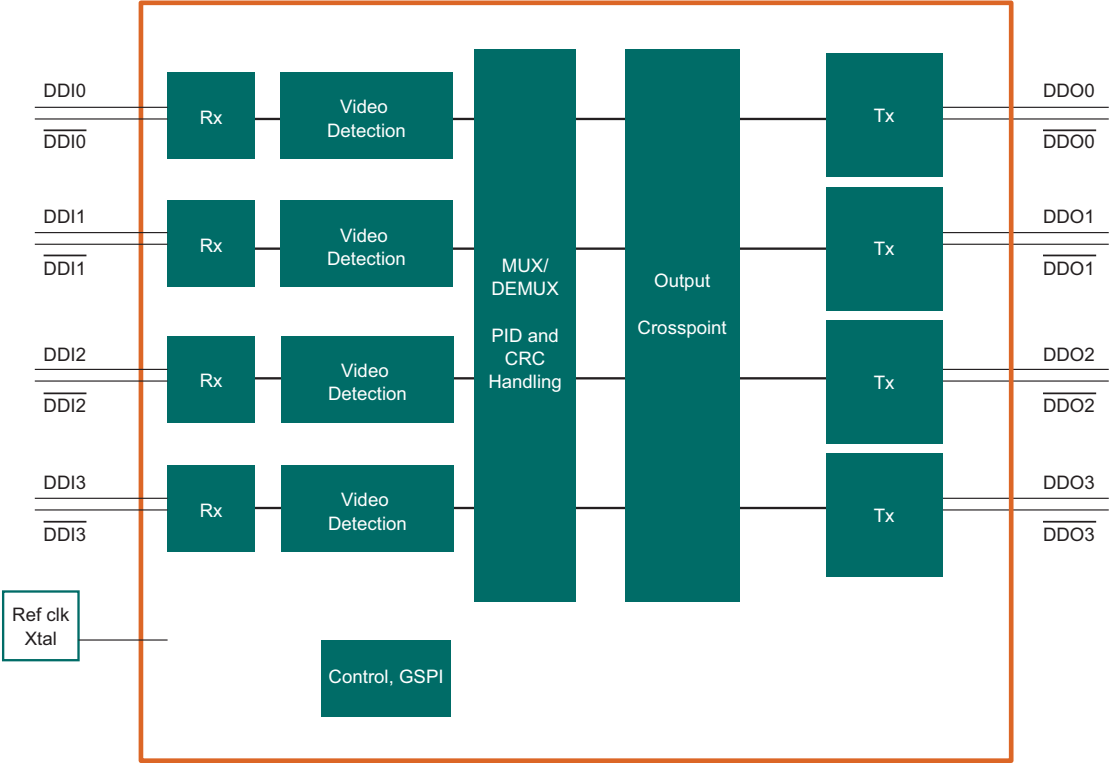 DDI0
DDI0
Rx
Video
Detection
DDI1
DDI1
Rx
Video
Detection
DDI2
DDI2
Rx
Video
Detection
DDI3
DDI3
Rx
Video
Detection
MUX/
DEMUX
PID and
CRC
Handling
Output
Crosspoint
Tx
DDO0
DDO0
Tx
DDO1
DDO1
Tx
DDO2
DDO2
Tx
DDO3
DDO3
Ref clk
Xtal
Control, GSPI